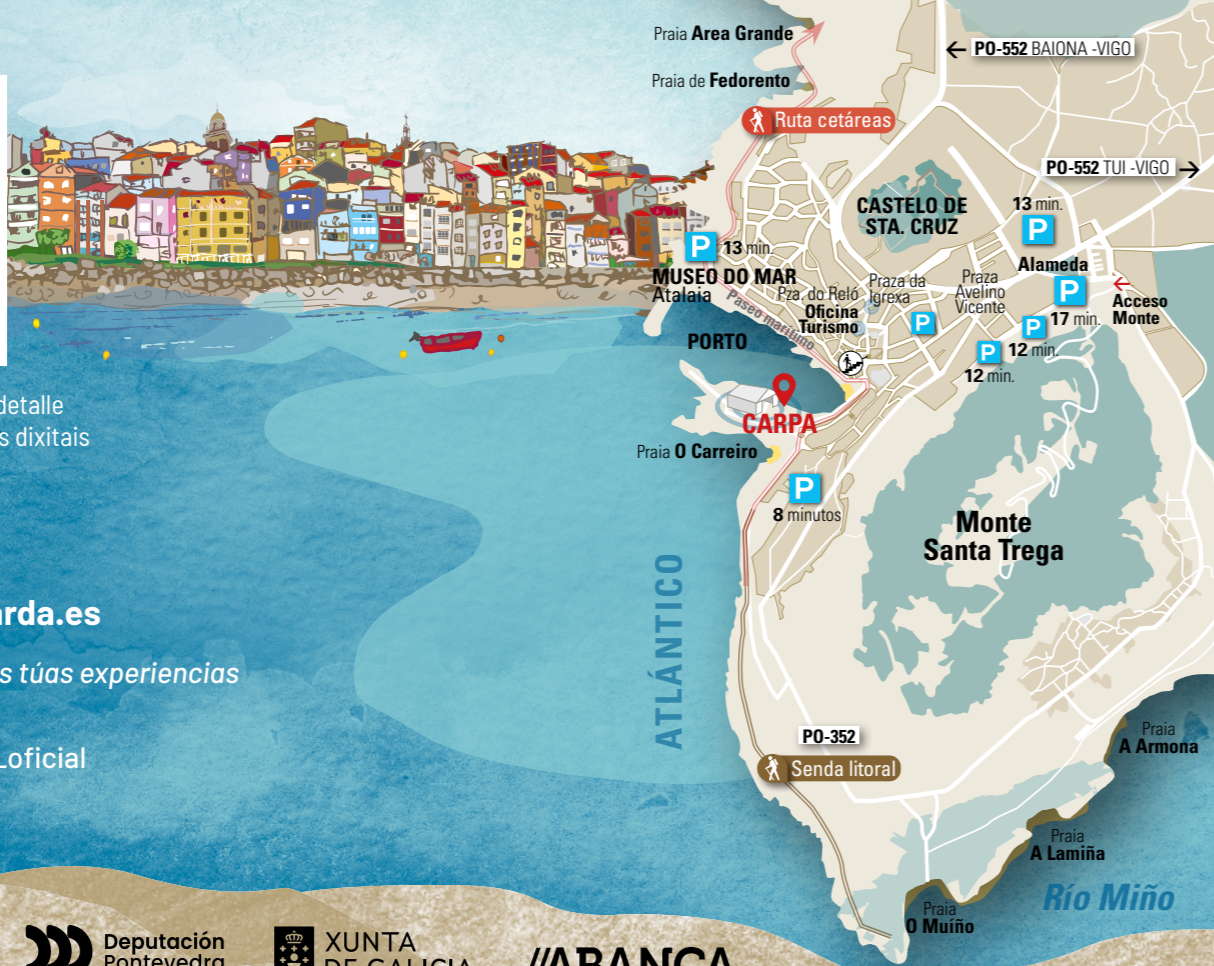 Praia Area Grande
PO-552 BAIONA -VIGO
Praia de Fedorento
Ruta cetáreas
PO-552 TUI -VIGO
CASTELO DE
STA. CRUZ
13 min.
P
P 13 min.
MUSEO DO MAR
Atalaia
Alameda
P
17 min.
Acceso
Monte
Praza da
Igrexa
Praza
Avelino
Vicente
Pza. do Reló
Oficina
Turismo
Paseo marítimo
P
P
12 min.
P
12 min.
PORTO
CARPA
Praia O Carreiro
P
8 minutos
detalle
s dixitais
Monte
Santa Trega
ATLÁNTICO
arda.es
s túas experiencias
oficial
PO-352
Senda litoral
Praia
A Armona
Praia
A Lamiña
Río Miño
Praia
O Muíño
Deputación
Pontevedra
XUNTA
DE GALICIA
//ABANCA